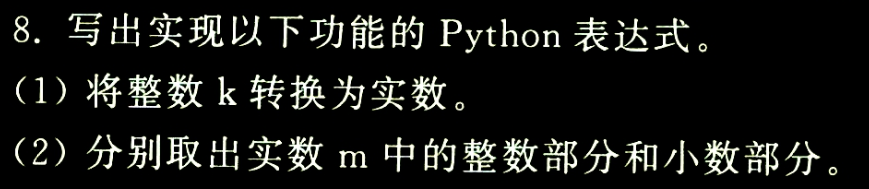 8. 写出实现以下功能的 Python 表达式。
（1）将整数 k 转换为实数。
（2）分别取出实数 m 中的整数部分和小数部分。